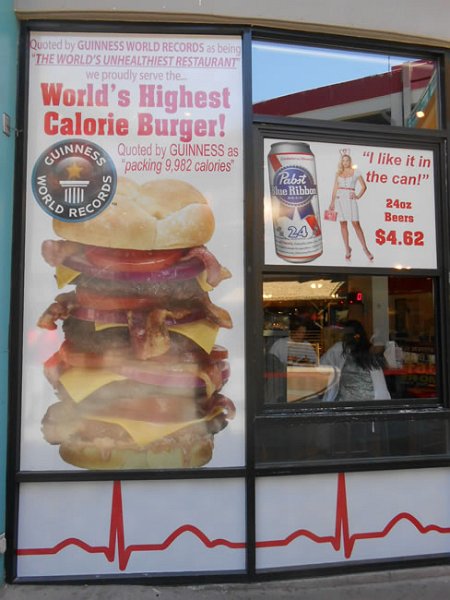 Quoted by GUINNESS WORLD RECORDS as being
"THE WORLD'S UNHEALTHIEST RESTAURANT"
we proudly serve the...
World's Highest
Calorie Burger!
Quoted by GUINNESS as
"packing 9,982 calories"
GUINNESS
WORLD RECORDS
Pabst
Blue Ribbon
24
"I like it in
the can!"
24oz
Beers
$4.62